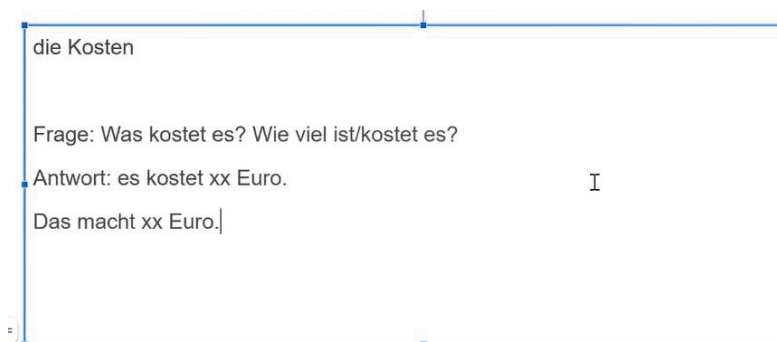 die Kosten
Frage: Was kostet es? Wie viel ist/kostet es?
Antwort: es kostet xx Euro.
Das macht xx Euro.